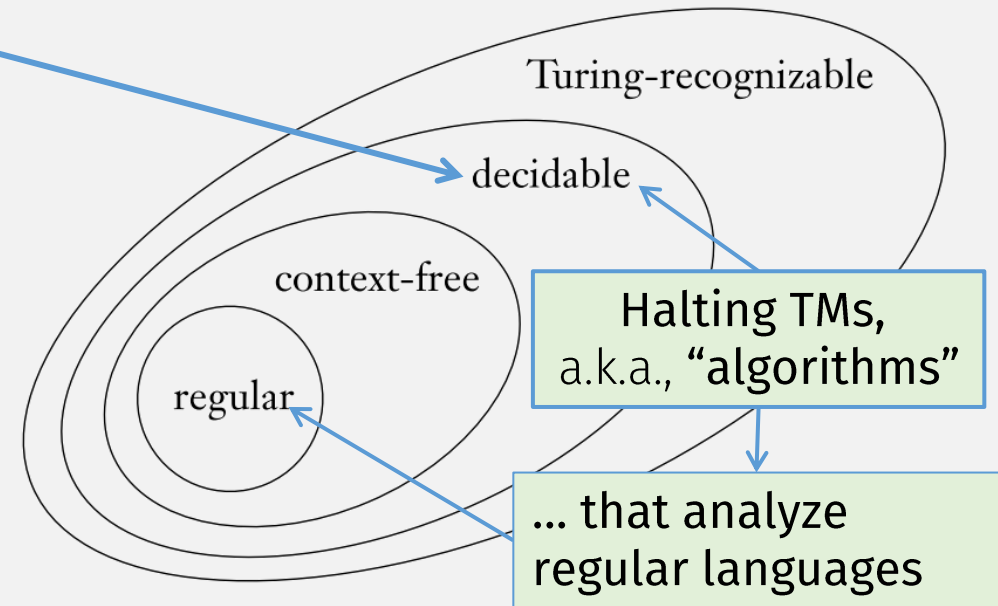 Turing-recognizable
decidable
context-free
regular
Halting TMs,
a.k.a., “algorithms”
... that analyze
regular languages